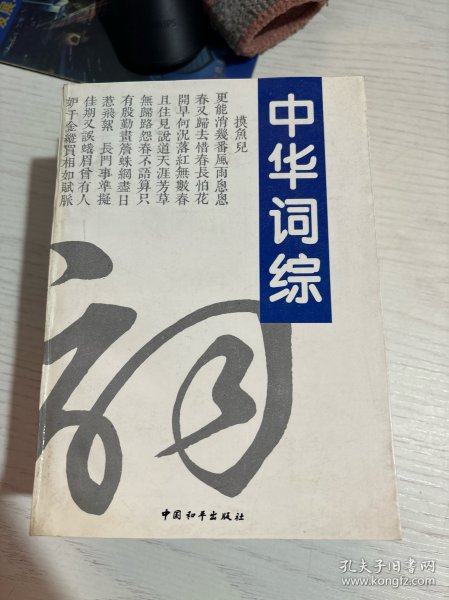 中华词综
摸魚兒
更能消幾番風雨悤悤
春又歸去惜春長怕花
開早何況落紅無數春
且住見說道天涯芳草
無歸路怨春不語算只
有殷勤畫簷蛛網盡日
惹飛絮 長門事準擬
佳期又誤蛾眉曾有人
妒千金縱買相如賦脈
詞
中国和平出版社
孔夫子旧书网
www.kongfz.com